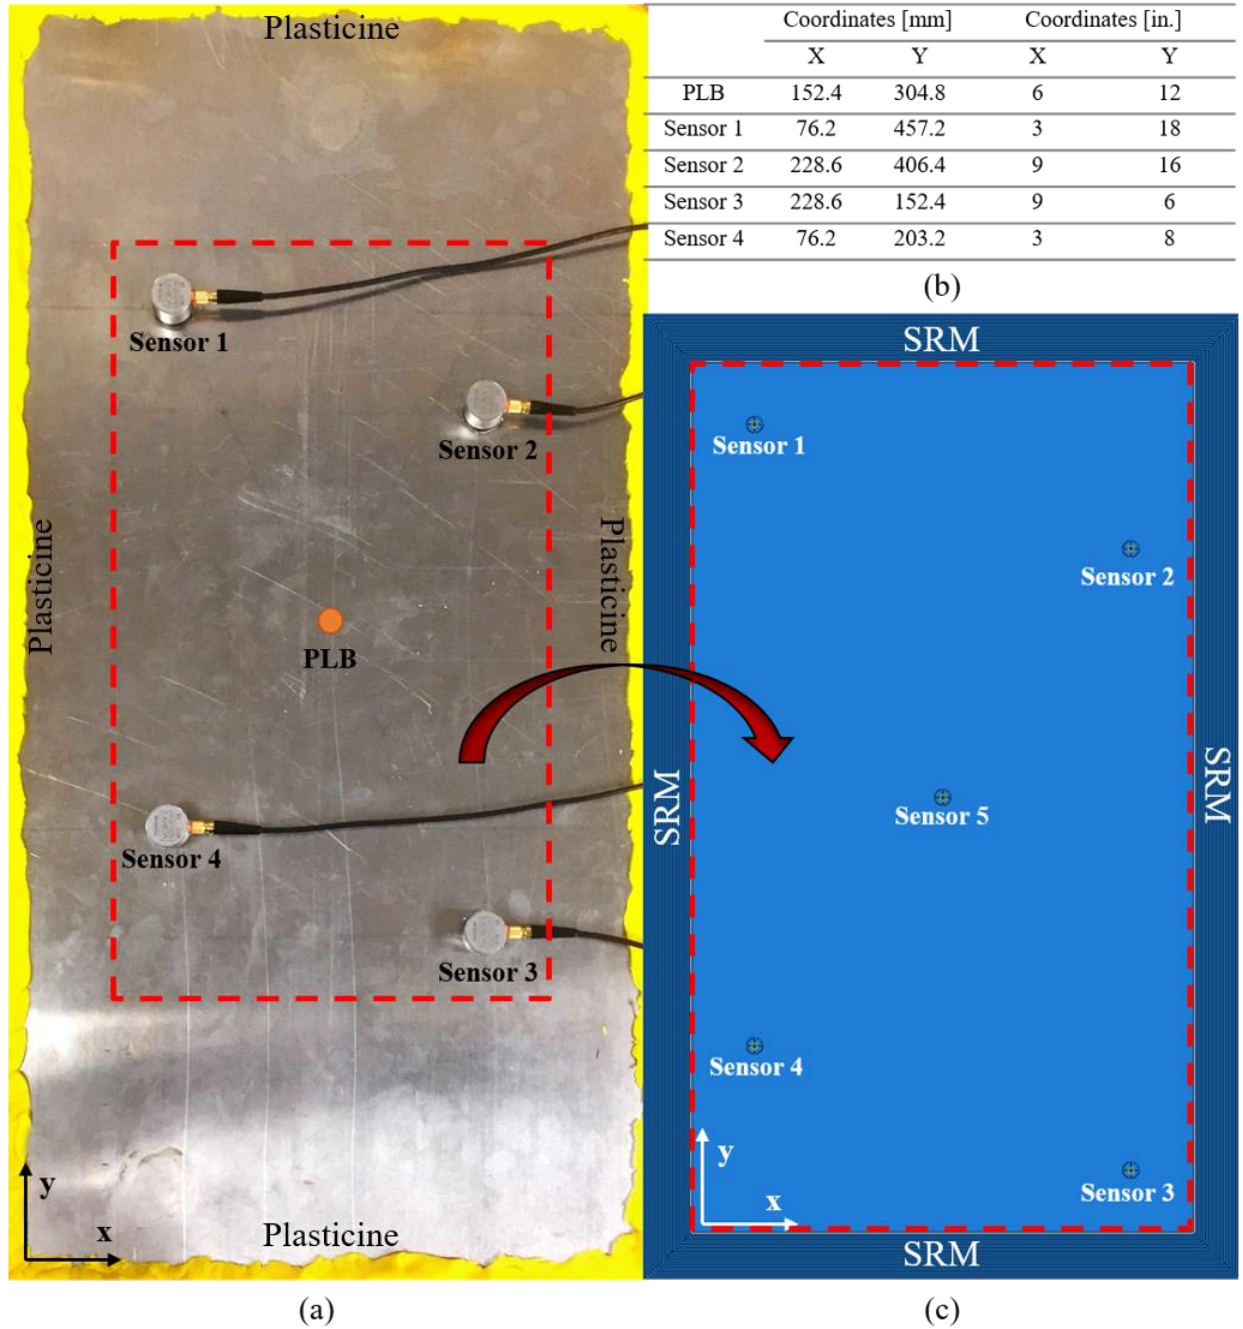 Plasticine
Sensor 1
Sensor 2
Plasticine
Plasticine
PLB
Sensor 4
Sensor 3
y
x
Plasticine
(a)
Coordinates [mm] Coordinates [in.]
X Y X Y
PLB 152.4 304.8 6 12
Sensor 1 76.2 457.2 3 18
Sensor 2 228.6 406.4 9 16
Sensor 3 228.6 152.4 9 6
Sensor 4 76.2 203.2 3 8
(b)
SRM
Sensor 1
Sensor 2
SRM
SRM
Sensor 5
Sensor 4
Sensor 3
y
x
SRM
(c)